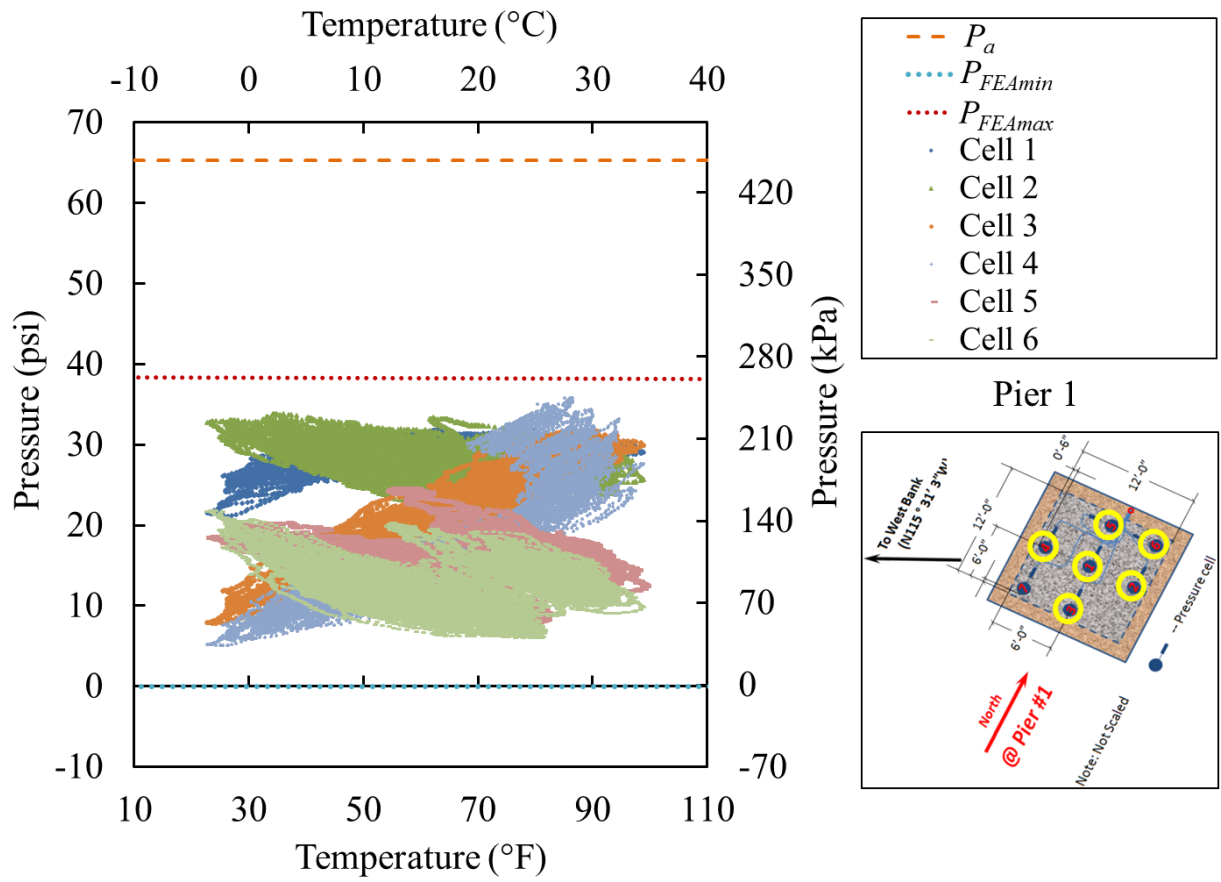 Temperature (°C)
-10 0 10 20 30 40
70
60
50
40
30
20
10
0
-10
Pressure (psi)
420
350
280
210
140
70
0
-70
Pressure (kPa)
10 30 50 70 90 110
Temperature (°F)
Pa
PFEAmin
PFEAmax
Cell 1
Cell 2
Cell 3
Cell 4
Cell 5
Cell 6
Pier 1
To West Bank
(N115° 31' 3"W)
0'-6"
12'-0"
12'-0"
6'-0"
6'-0"
-- Pressure cell
North
@ Pier #1
Note: Not Scaled